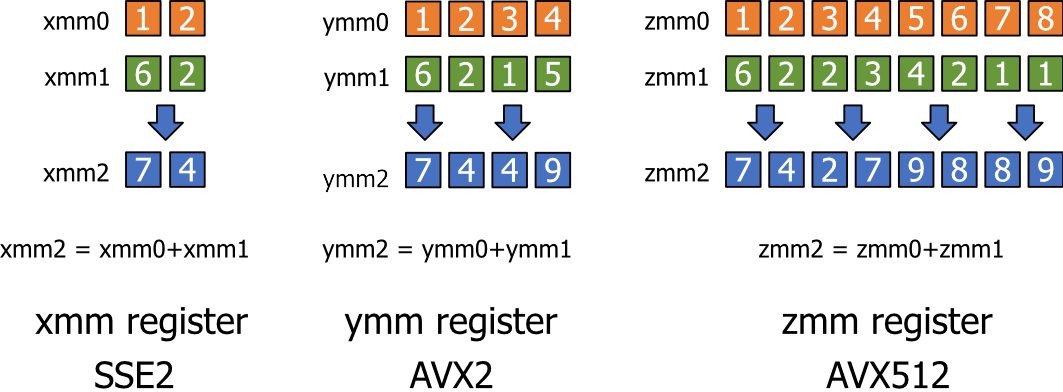 xmm0 1 2
xmm1 6 2
xmm2 7 4
xmm2 = xmm0+xmm1
xmm register
SSE2
ymm0 1 2 3 4
ymm1 6 2 1 5
ymm2 7 4 4 9
ymm2 = ymm0+ymm1
ymm register
AVX2
zmm0 1 2 3 4 5 6 7 8
zmm1 6 2 2 3 4 2 1 1
zmm2 7 4 2 7 9 8 8 9
zmm2 = zmm0+zmm1
zmm register
AVX512